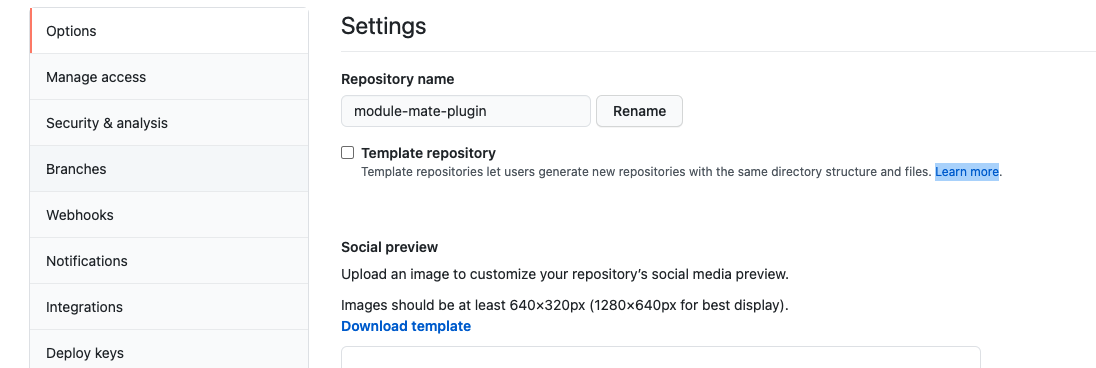 Options
Manage access
Security & analysis
Branches
Webhooks
Notifications
Integrations
Deploy keys
Settings
Repository name
module-mate-plugin
Rename
Template repository
Template repositories let users generate new repositories with the same directory structure and files. Learn more.
Social preview
Upload an image to customize your repository’s social media preview.
Images should be at least 640×320px (1280×640px for best display).
Download template